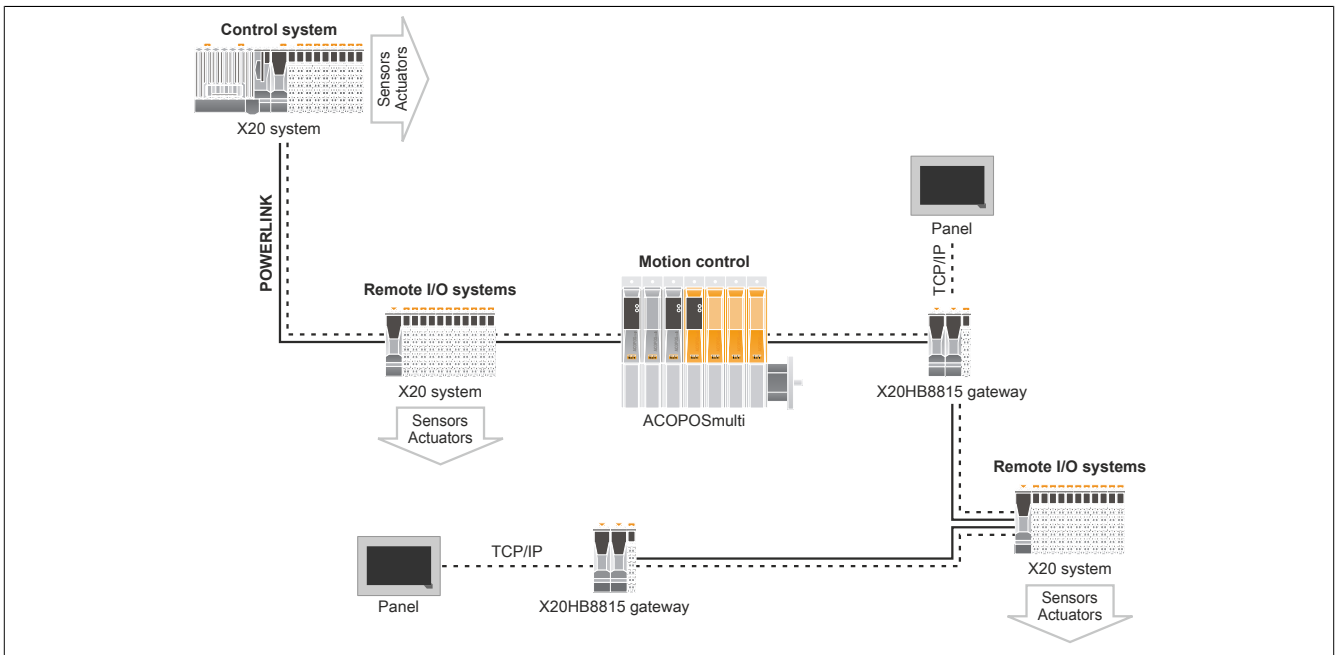 Control system
Sensors
Actuators
X20 system
POWERLINK
Panel
TCP/IP
Motion control
Remote I/O systems
X20 system
Sensors
Actuators
ACOPOSmulti
X20HB8815 gateway
Remote I/O systems
TCP/IP
Panel
X20HB8815 gateway
X20 system
Sensors
Actuators